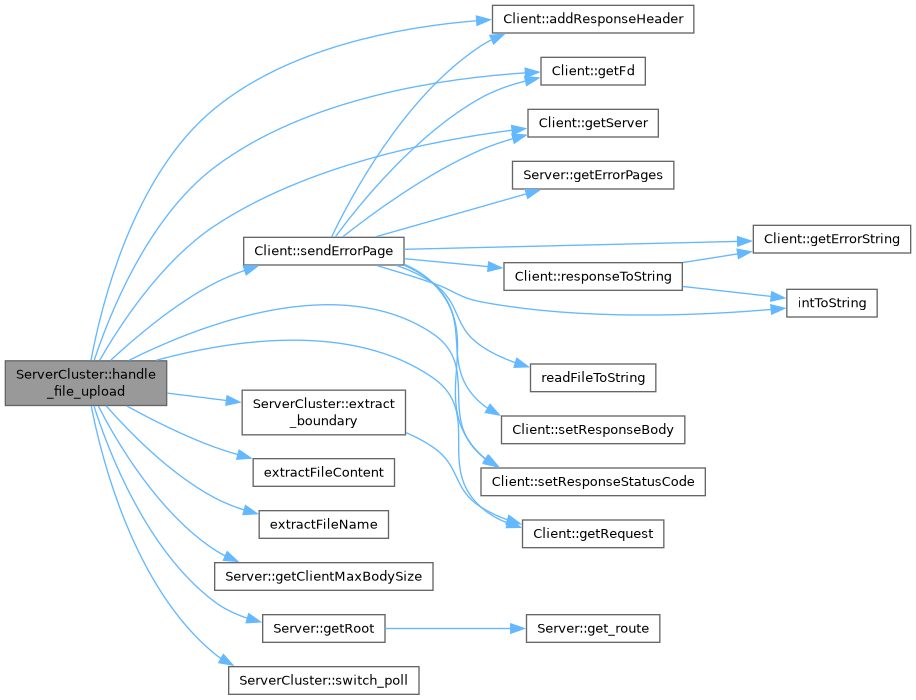 Client::addResponseHeader
Client::getFd
Client::getServer
Server::getErrorPages
Client::sendErrorPage
Client::getErrorString
Client::responseToString
intToString
ServerCluster::handle
_file_upload
readFileToString
ServerCluster::extract
_boundary
Client::setResponseBody
extractFileContent
Client::setResponseStatusCode
extractFileName
Client::getRequest
Server::getClientMaxBodySize
Server::getRoot
Server::get_route
ServerCluster::switch_poll